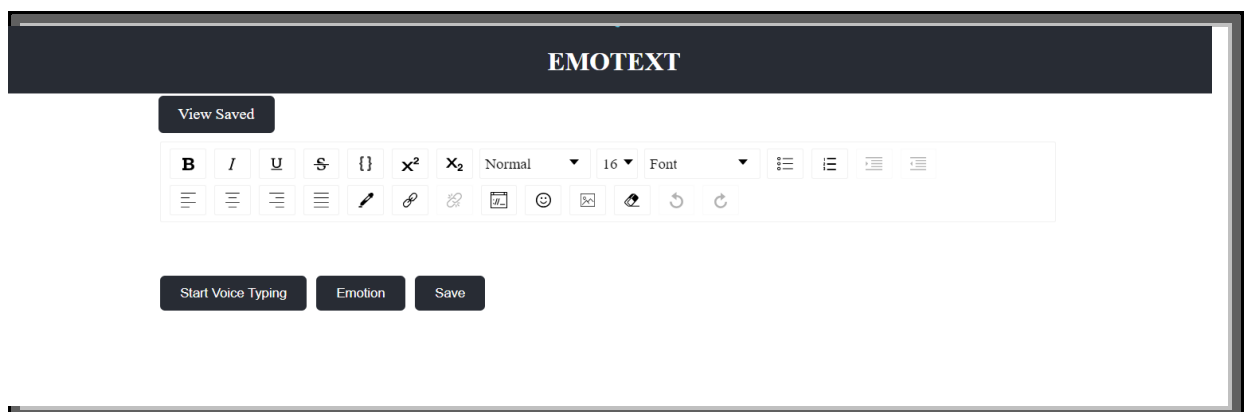 EMOTEXT
View Saved
B I U S {} x² x₂ Normal 16 Font
Start Voice Typing Emotion Save